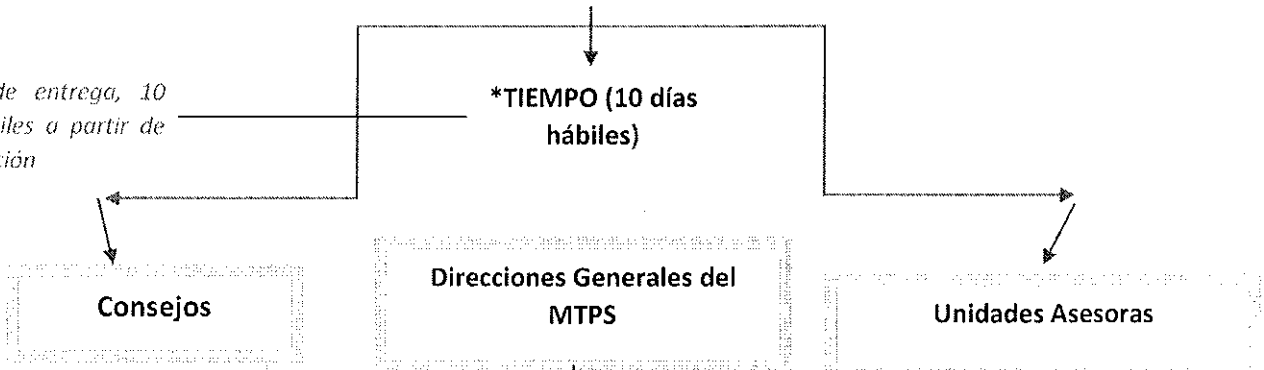 de entrega, 10
iles a partir de
ción
*TIEMPO (10 días
hábiles)
Consejos
Direcciones Generales del
MTPS
Unidades Asesoras